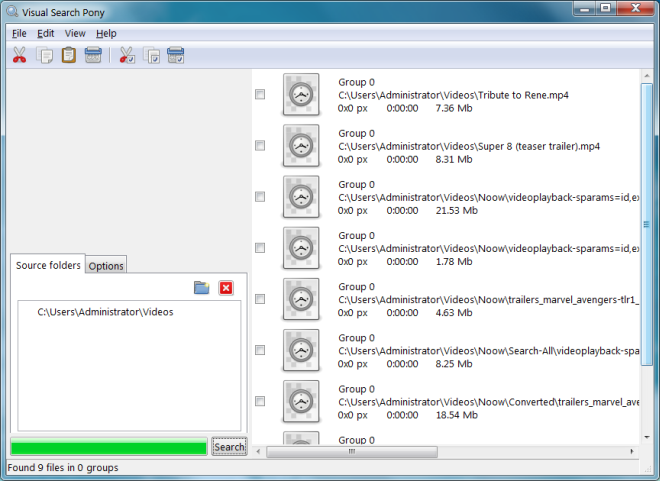 Visual Search Pony
File Edit View Help
Group 0
C:\Users\Administrator\Videos\Tribute to Rene.mp4
0x0 px 0:00:00 7.36 Mb
Group 0
C:\Users\Administrator\Videos\Super 8 (teaser trailer).mp4
0x0 px 0:00:00 8.31 Mb
Group 0
C:\Users\Administrator\Videos\Noow\videoplayback-sparams=id,ex
0x0 px 0:00:00 21.53 Mb
Group 0
C:\Users\Administrator\Videos\Noow\videoplayback-sparams=id,ex
0x0 px 0:00:00 1.78 Mb
Group 0
C:\Users\Administrator\Videos\Noow\trailers_marvel_avengers-tlr1_
0x0 px 0:00:00 4.63 Mb
Group 0
C:\Users\Administrator\Videos\Noow\Search-All\videoplayback-spa
0x0 px 0:00:00 8.25 Mb
Group 0
C:\Users\Administrator\Videos\Noow\Converted\trailers_marvel_ave
0x0 px 0:00:00 18.54 Mb
Group 0
Source folders Options
C:\Users\Administrator\Videos
Search
Found 9 files in 0 groups